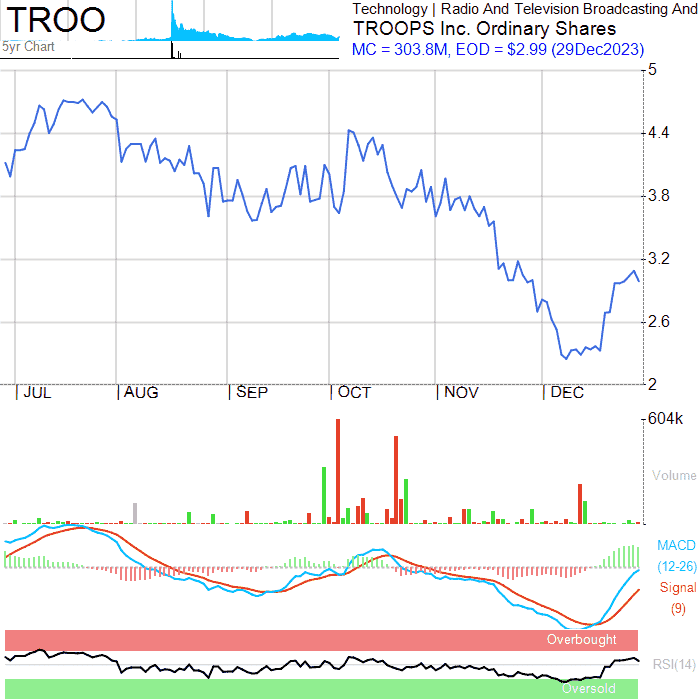 TROO
5yr Chart
Technology | Radio And Television Broadcasting And
TROOPS Inc. Ordinary Shares
MC = 303.8M, EOD = $2.99 (29Dec2023)
5
4.4
3.8
3.2
2.6
2
JUL AUG SEP OCT NOV DEC
604k
Volume
MACD
(12-26)
Signal
(9)
Overbought
RSI(14)
Oversold